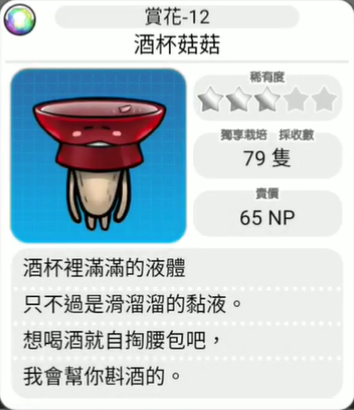 賞花-12
酒杯菇菇
稀有度
獨享栽培 採收數
79 隻
賣價
65 NP
酒杯裡滿滿的液體
只不過是滑溜溜的黏液。
想喝酒就自掏腰包吧，
我會幫你斟酒的。